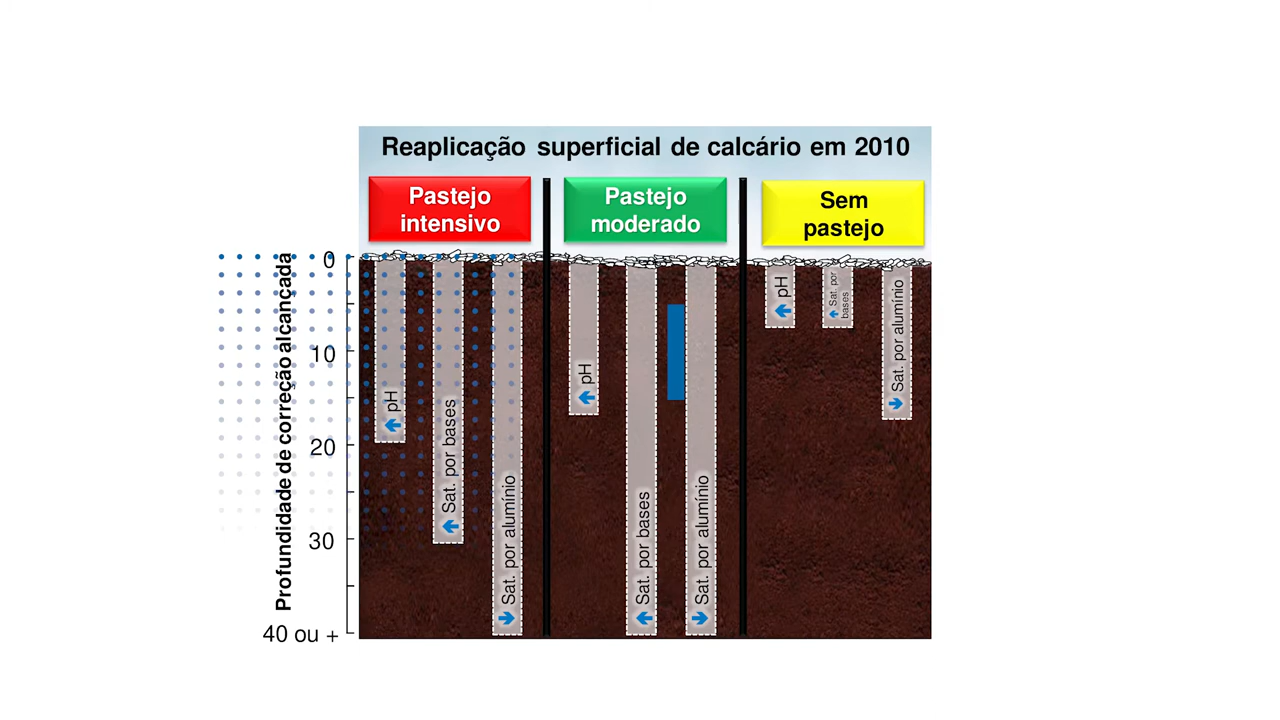 Reaplicação superficial de calcário em 2010
Pastejo
intensivo
Pastejo
moderado
Sem
pastejo
Profundidade de correção alcançada
0
10
20
30
40 ou +
pH
Sat. por bases
Sat. por alumínio
pH
Sat. por bases
Sat. por alumínio
pH
Sat. por
bases
Sat. por alumínio